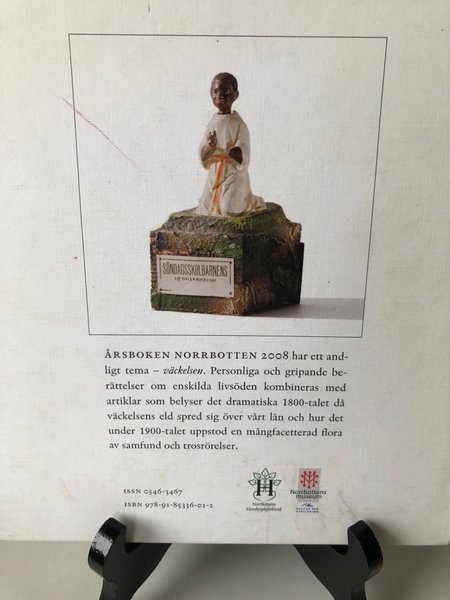 SÖNDAGSSKOLBARNENS
ÅRSBOKEN NORRBOTTEN 2008 har ett and-
ligt tema – väckelsen. Personliga och gripande be-
rättelser om enskilda livsöden kombineras med
artiklar som belyser det dramatiska 1800-talet då
väckelsens eld spred sig över vårt län och hur det
under 1900-talet uppstod en mångfacetterad flora
av samfund och trosrörelser.
ISSN 0546-3467
ISBN 978-91-85336-01-2
Norrbottens
Hembygdsförbund
Norrbottens
museum